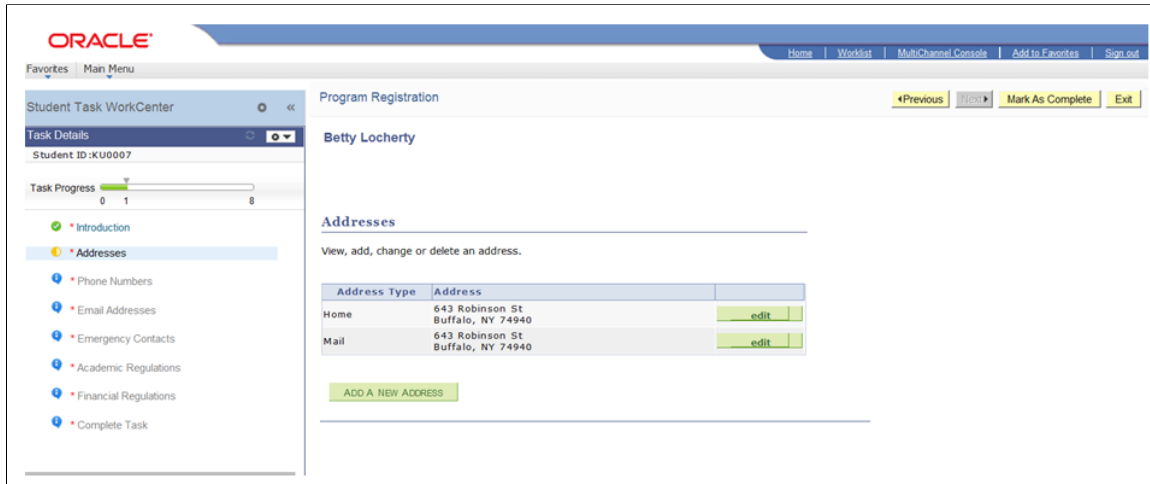 ORACLE
Home | Worklist | MultiChannel Console | Add to Favorites | Sign out
Favorites Main Menu
Student Task WorkCenter «
Task Details
Student ID:KU0007
Task Progress
0 1 8
* Introduction
* Addresses
* Phone Numbers
* Email Addresses
* Emergency Contacts
* Academic Regulations
* Financial Regulations
* Complete Task
Program Registration
Previous Next Mark As Complete Exit
Betty Locherty
Addresses
View, add, change or delete an address.
Address Type Address
Home 643 Robinson St
Buffalo, NY 74940 edit
Mail 643 Robinson St
Buffalo, NY 74940 edit
ADD A NEW ADDRESS